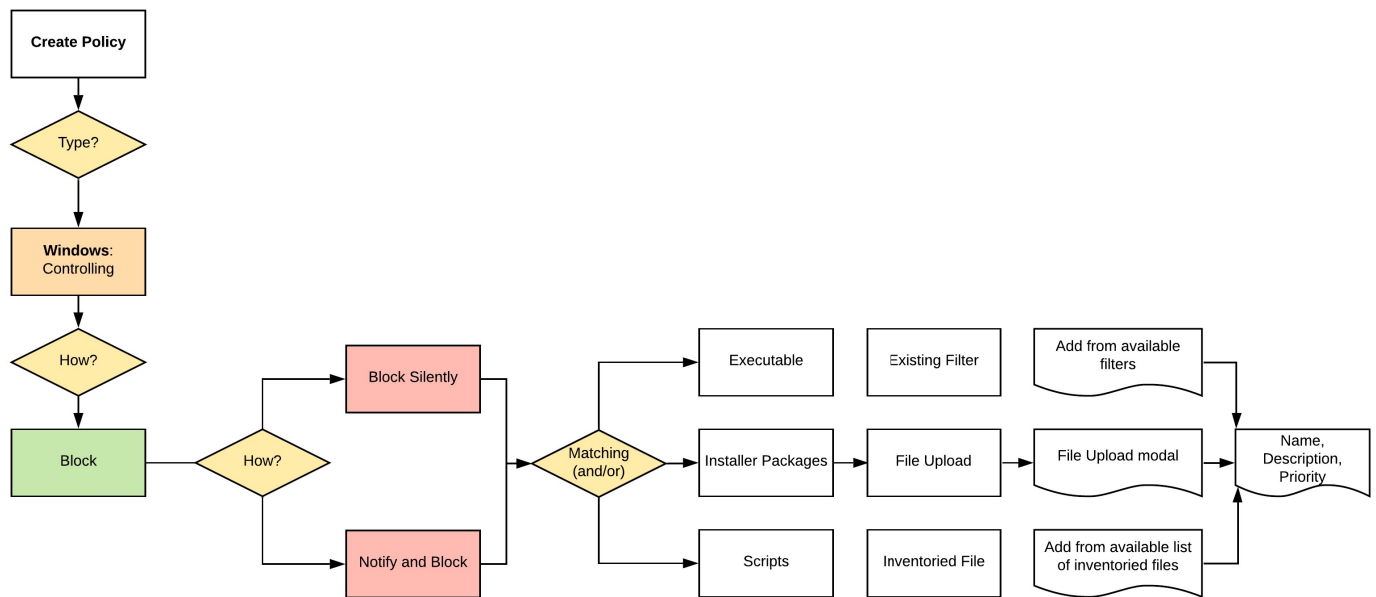 Create Policy
Type?
Windows:
Controlling
How?
Block
How?
Block Silently
Notify and Block
Matching
(and/or)
Executable
Installer Packages
Scripts
Existing Filter
File Upload
Inventoried File
Add from available
filters
File Upload modal
Add from available list
of inventoried files
Name,
Description,
Priority